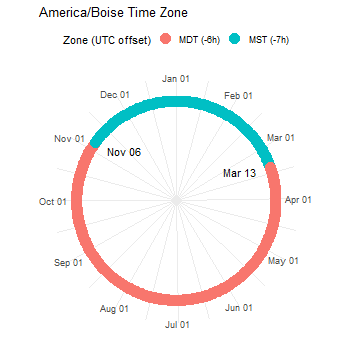 America/Boise Time Zone
Zone (UTC offset) MDT (-6h) MST (-7h)
Jan 01
Dec 01
Feb 01
Nov 01
Mar 01
Nov 06
Mar 13
Oct 01
Apr 01
Sep 01
May 01
Aug 01
Jun 01
Jul 01